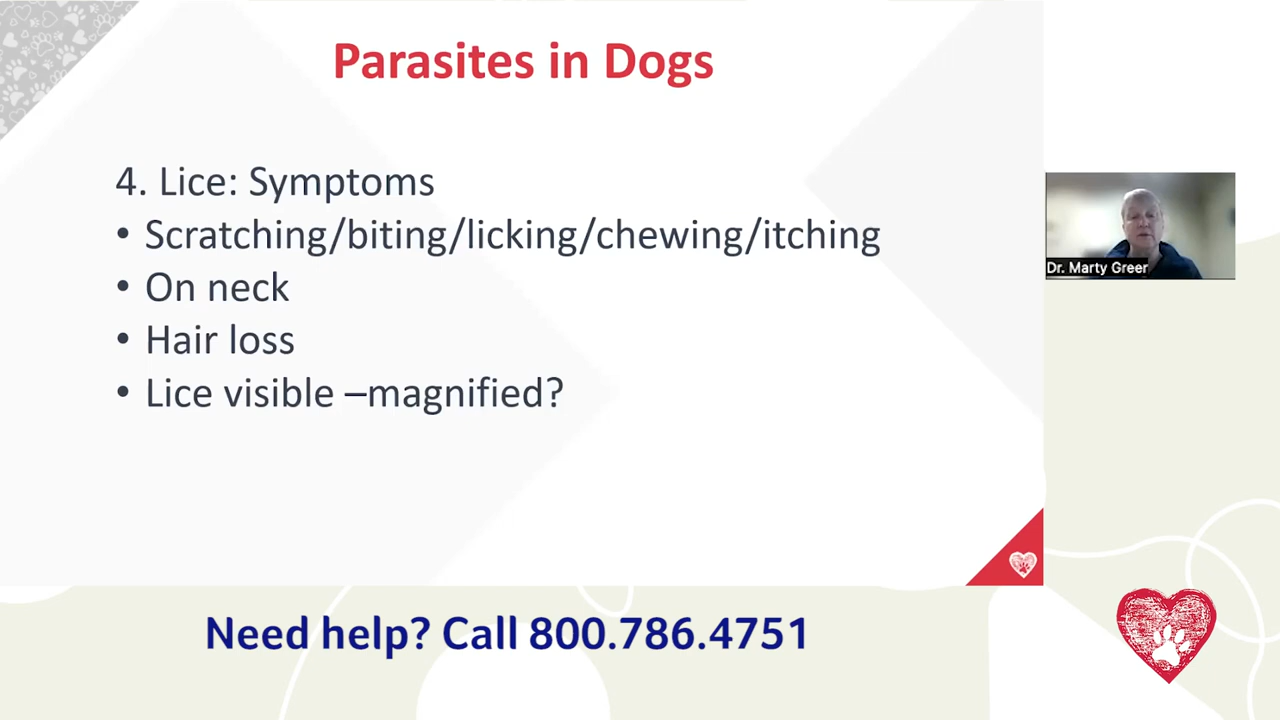 Parasites in Dogs
4. Lice: Symptoms
• Scratching/biting/licking/chewing/itching
• On neck
• Hair loss
• Lice visible –magnified?
Dr. Marty Greer
Need help? Call 800.786.4751